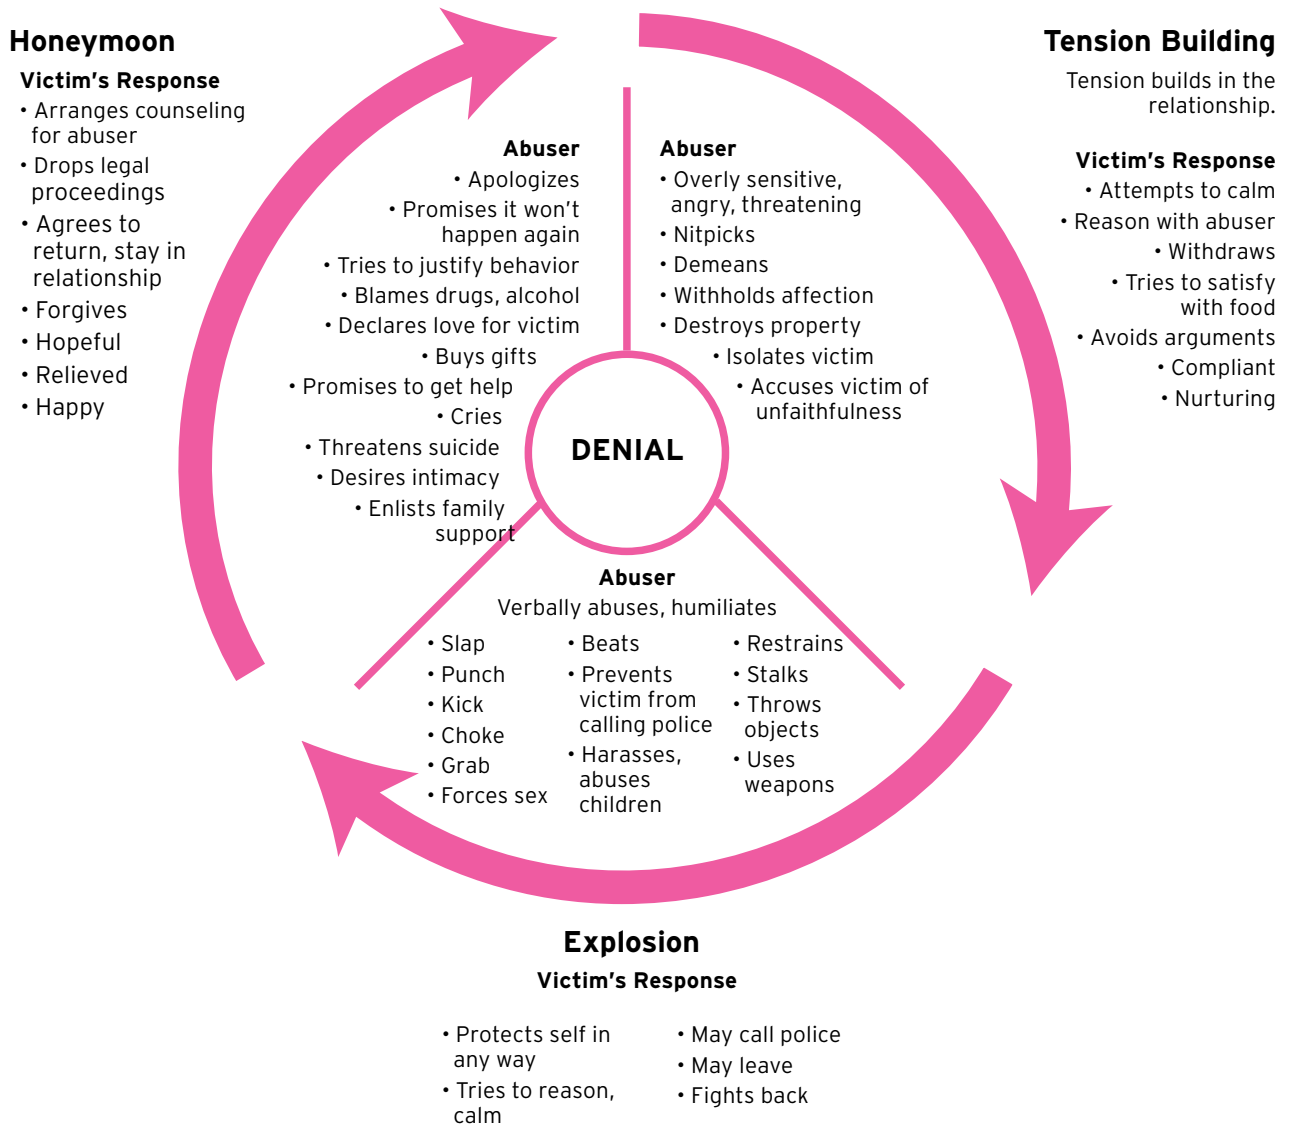 Honeymoon
Victim's Response
• Arranges counseling
for abuser
• Drops legal
proceedings
• Agrees to
return, stay in
relationship
• Forgives
• Hopeful
• Relieved
• Happy
Abuser
• Apologizes
• Promises it won't
happen again
• Tries to justify behavior
• Blames drugs, alcohol
• Declares love for victim
• Buys gifts
• Promises to get help
• Cries
• Threatens suicide
• Desires intimacy
• Enlists family
support
Abuser
• Overly sensitive,
angry, threatening
• Nitpicks
• Demeans
• Withholds affection
• Destroys property
• Isolates victim
• Accuses victim of
unfaithfulness
Tension Building
Tension builds in the
relationship.
Victim's Response
• Attempts to calm
• Reason with abuser
• Withdraws
• Tries to satisfy
with food
• Avoids arguments
• Compliant
• Nurturing
DENIAL
Abuser
Verbally abuses, humiliates
• Slap
• Punch
• Kick
• Choke
• Grab
• Forces sex
• Beats
• Prevents
victim from
calling police
• Harasses,
abuses
children
• Restrains
• Stalks
• Throws
objects
• Uses
weapons
Explosion
Victim's Response
• Protects self in
any way
• Tries to reason,
calm
• May call police
• May leave
• Fights back